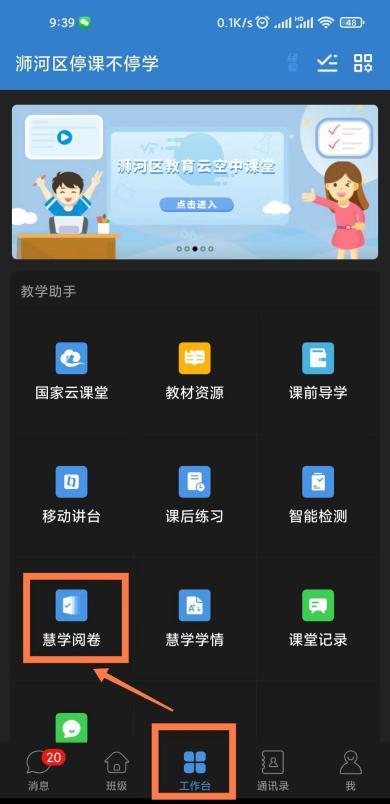 9:39
0.1K/s
HD
48
浉河区停课不停学
浉河区教育云空中课堂
点击进入
教学助手
国家云课堂
教材资源
课前导学
移动讲台
课后练习
智能检测
慧学阅卷
慧学学情
课堂记录
20
消息
班级
工作台
通讯录
我